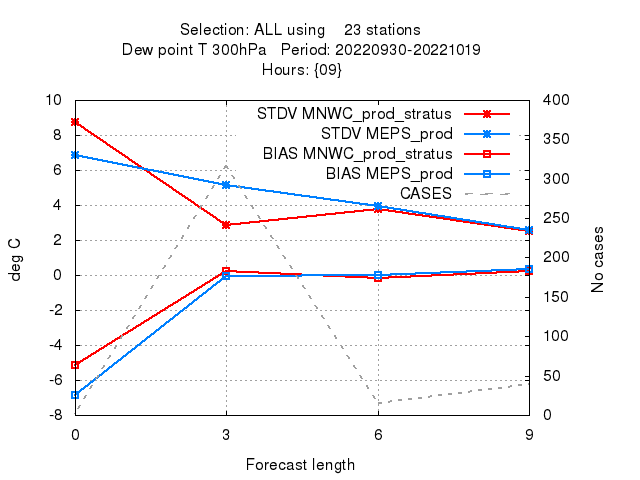 Selection: ALL using    23 stations
Dew point T 300hPa   Period: 20220930-20221019
Hours: {09}
10
8
6
4
2
0
-2
-4
-6
-8
deg C
STDV MNWC_prod_stratus
STDV MEPS_prod
BIAS MNWC_prod_stratus
BIAS MEPS_prod
CASES
400
350
300
250
200
150
100
50
0
No cases
0 3 6 9
Forecast length